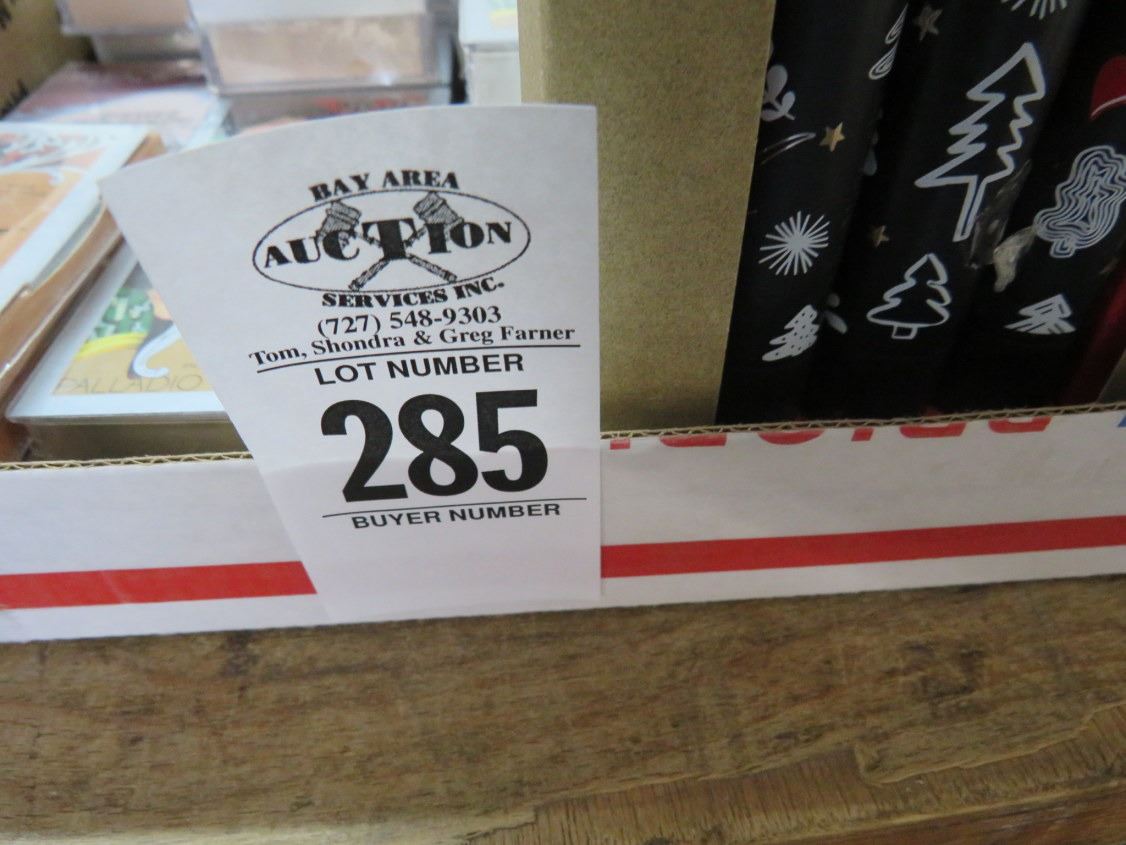 BAY AREA
AUCTION
SERVICES INC.
(727) 548-9303
Tom, Shondra & Greg Farner
LOT NUMBER
285
BUYER NUMBER
PALLADIO